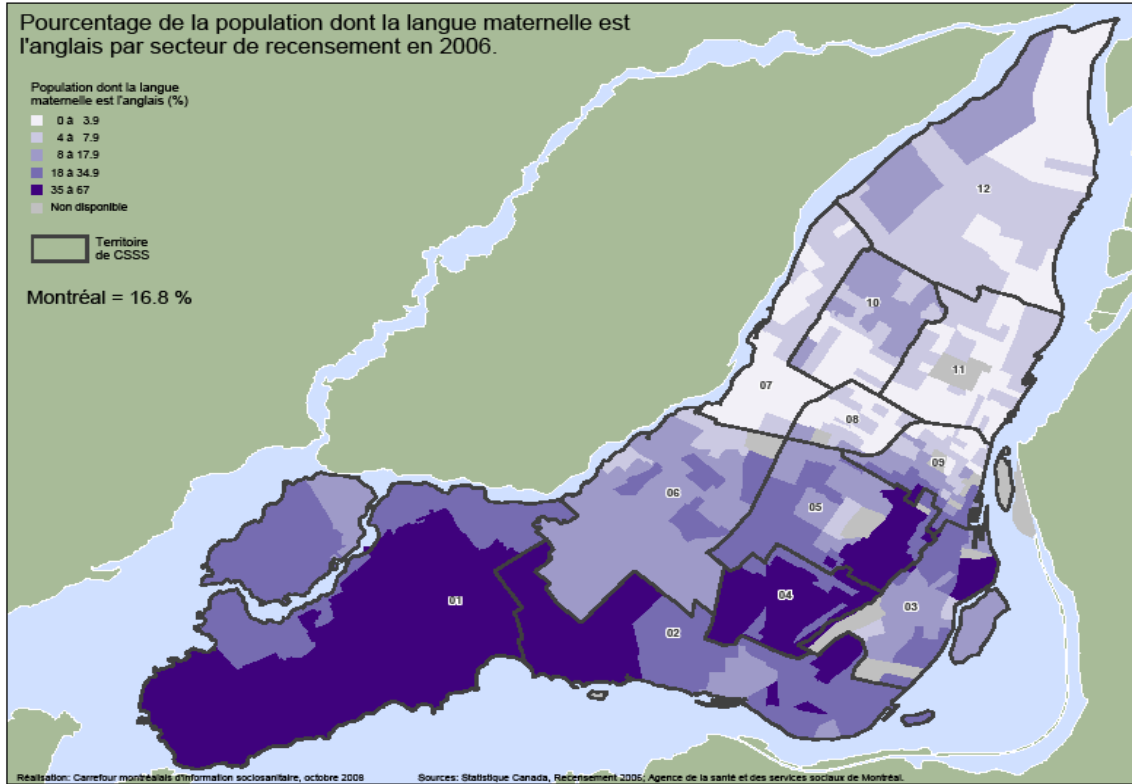 Pourcentage de la population dont la langue maternelle est
l'anglais par secteur de recensement en 2006.
Population dont la langue
maternelle est l'anglais (%)
0 à 3.9
4 à 7.9
8 à 17.9
18 à 34.9
35 à 67
Non disponible
Territoire
de CSSS
Montréal = 16.8 %
12
10
11
07
08
09
06
05
01
04
03
02
Réalisation: Carrefour montréalais d'information sociosanitaire, octobre 2008
Sources: Statistique Canada, Recensement 2006; Agence de la santé et des services sociaux de Montréal.